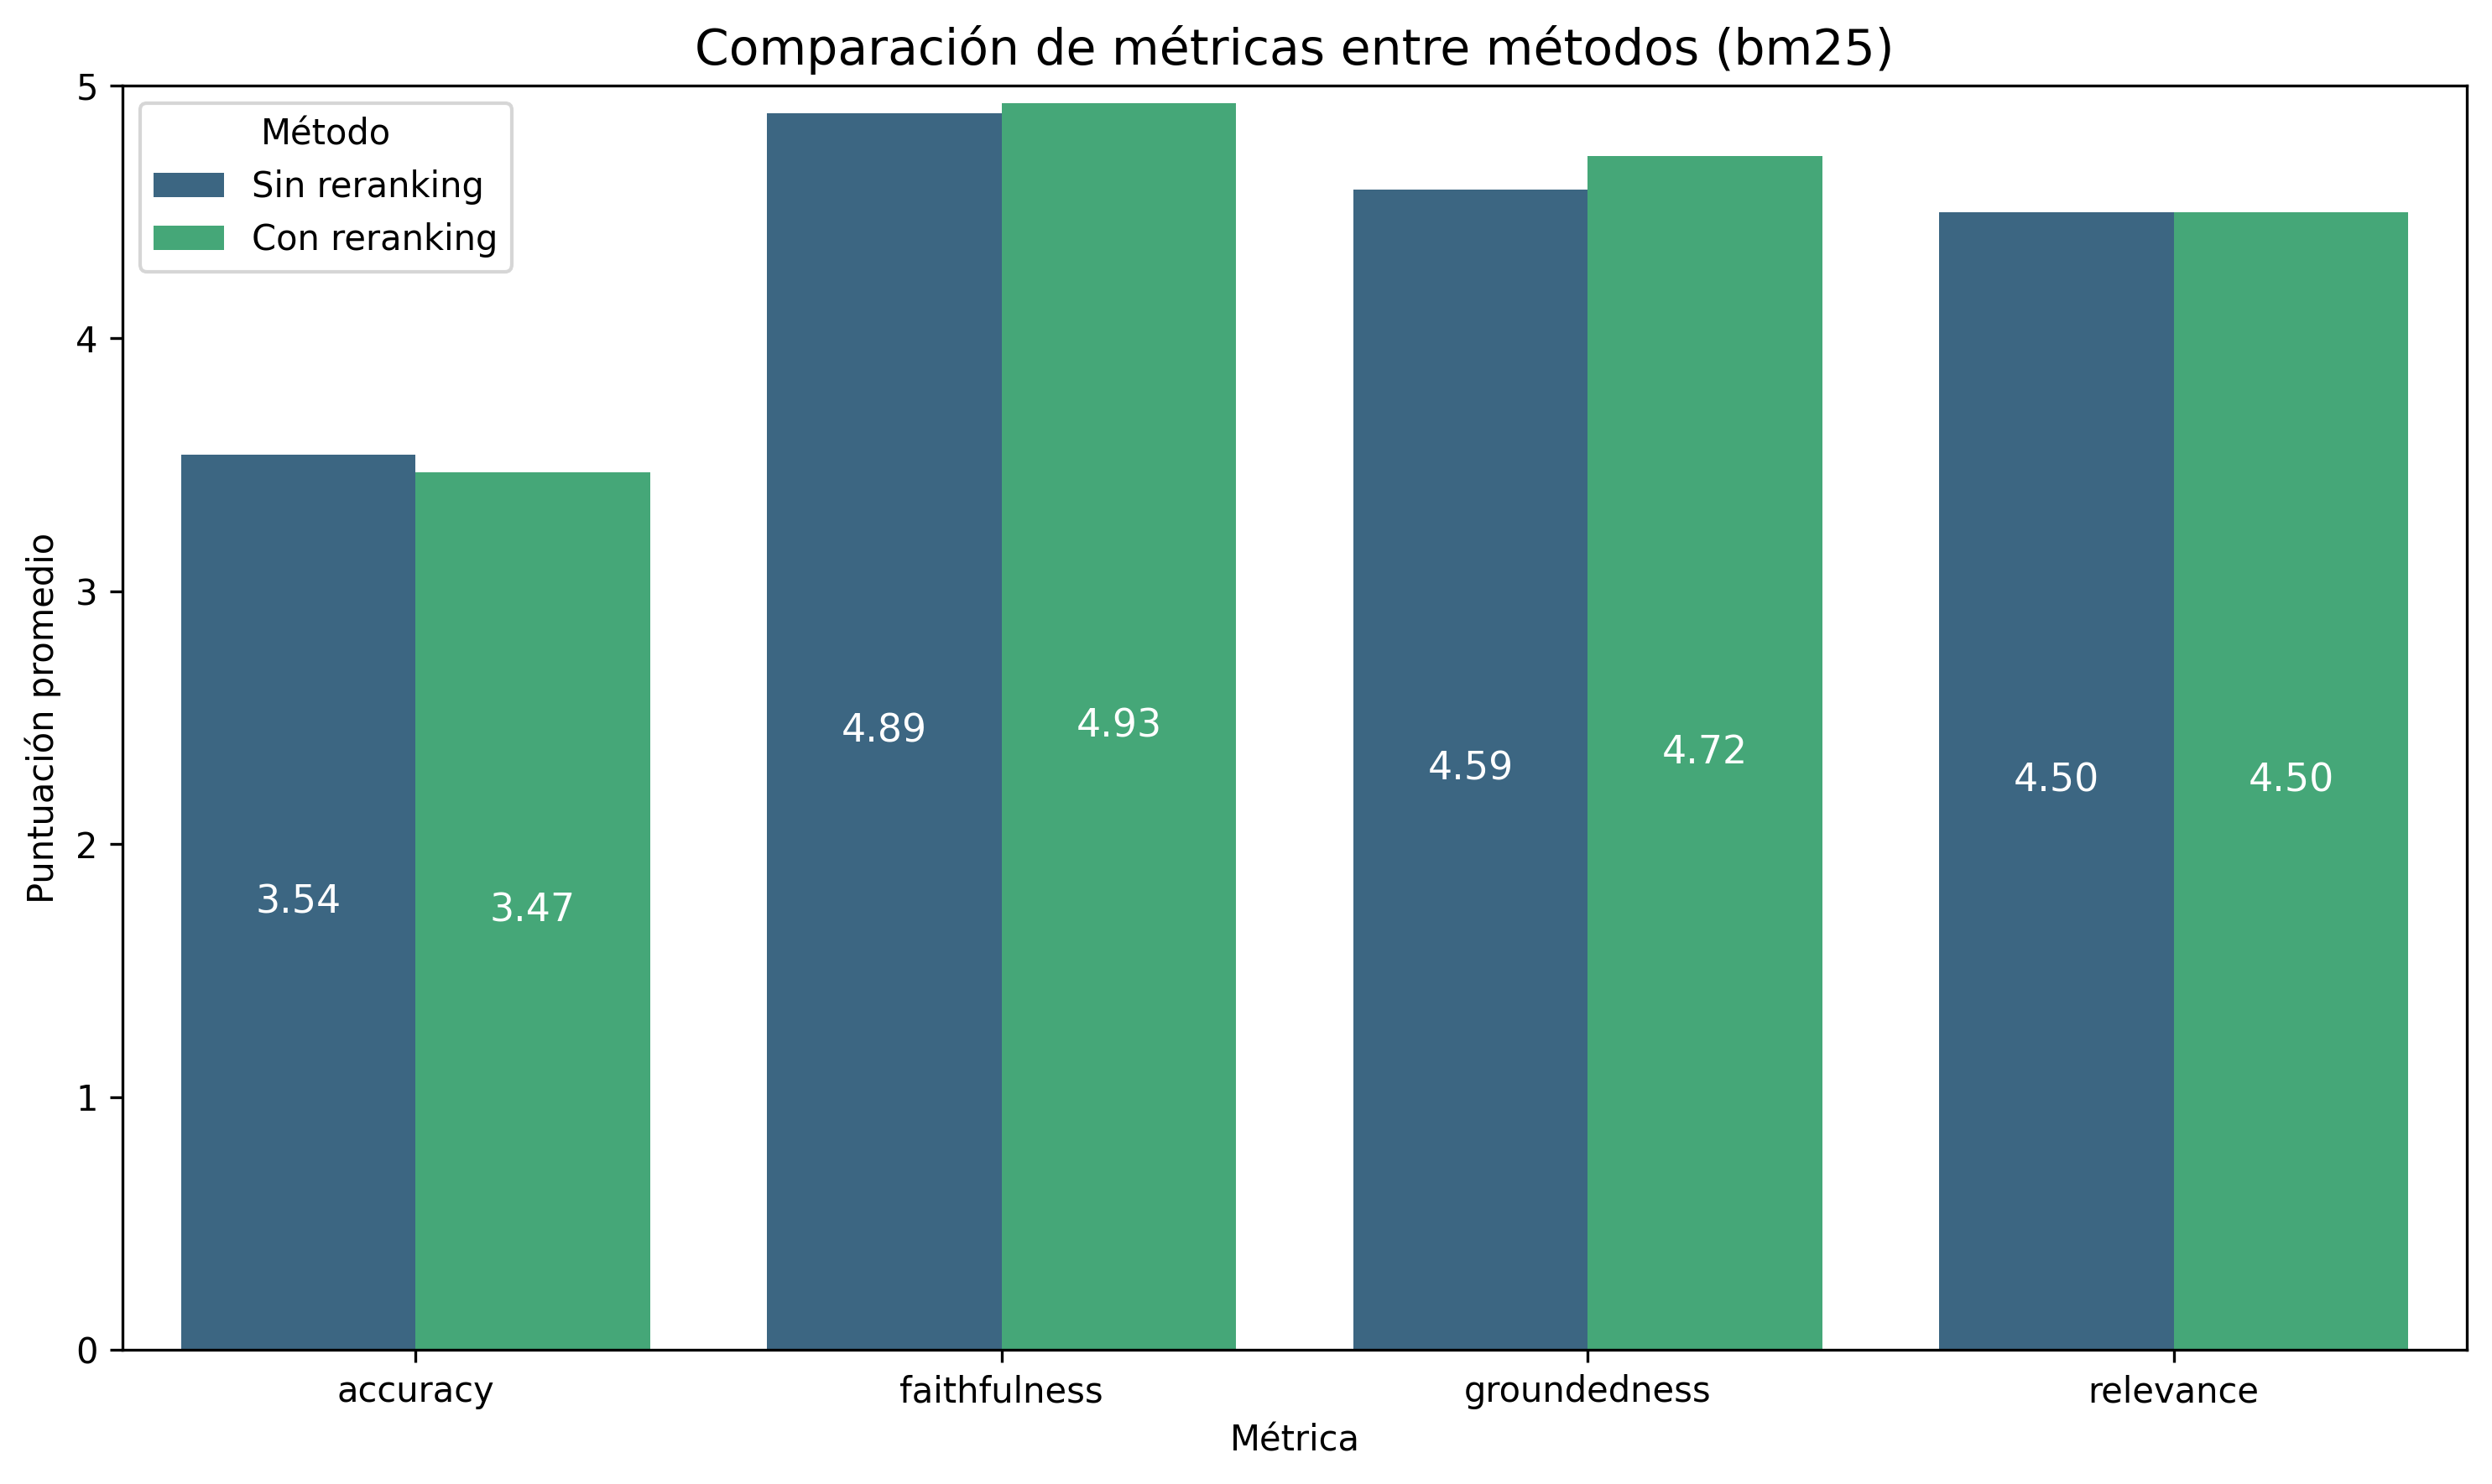 Comparación de métricas entre métodos (bm25)
Método
Sin reranking
Con reranking
Puntuación promedio
5
4
3
2
1
0
3.54
3.47
4.89
4.93
4.59
4.72
4.50
4.50
accuracy
faithfulness
groundedness
relevance
Métrica